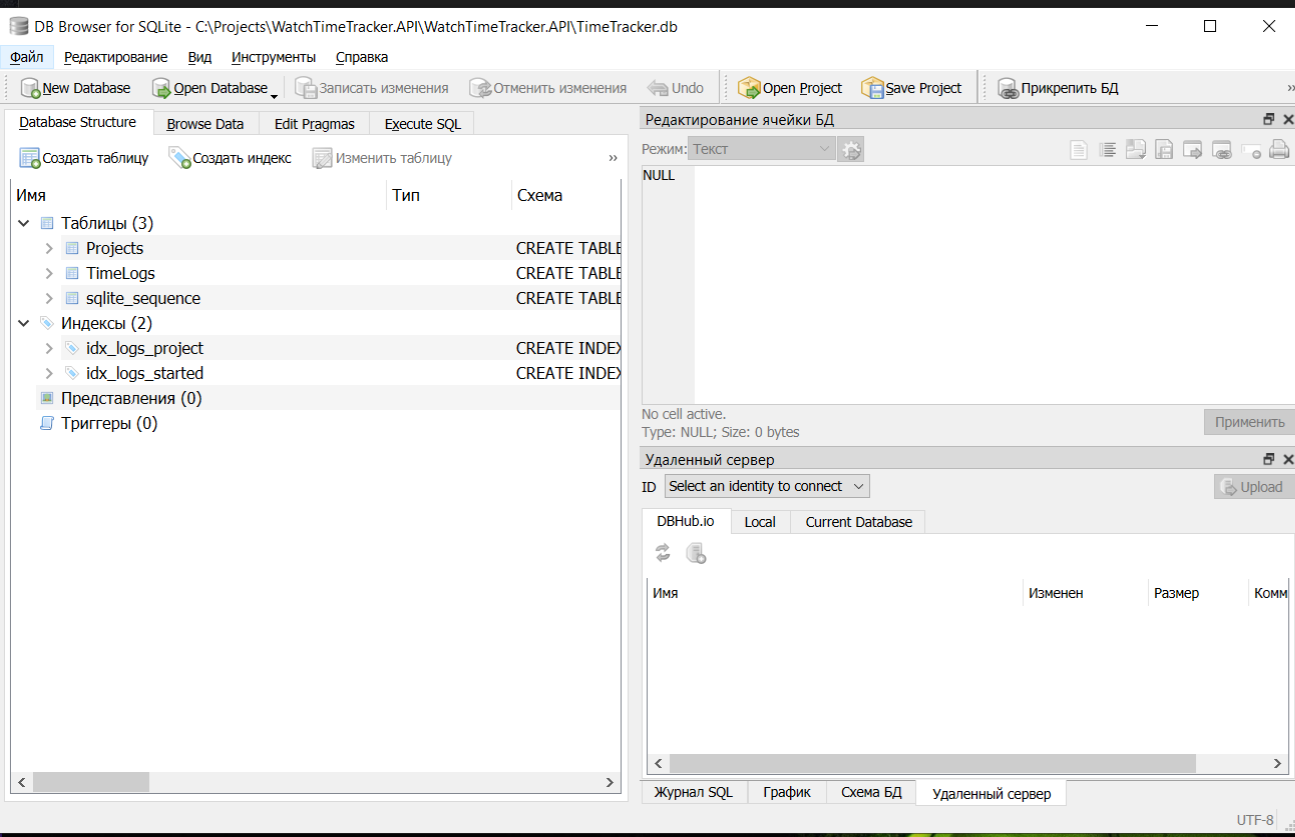 DB Browser for SQLite - C:\Projects\WatchTimeTracker.API\WatchTimeTracker.API\TimeTracker.db
Файл Редактирование Вид Инструменты Справка
New Database Open Database Записать изменения Отменить изменения Undo Open Project Save Project Прикрепить БД »
Database Structure Browse Data Edit Pragmas Execute SQL
Создать таблицу Создать индекс Изменить таблицу »
Имя Тип Схема
Таблицы (3)
Projects CREATE TABLE
TimeLogs CREATE TABLE
sqlite_sequence CREATE TABLE
Индексы (2)
idx_logs_project CREATE INDEX
idx_logs_started CREATE INDEX
Представления (0)
Триггеры (0)
Редактирование ячейки БД
Режим: Текст
NULL
No cell active.
Type: NULL; Size: 0 bytes
Применить
Удаленный сервер
ID Select an identity to connect Upload
DBHub.io Local Current Database
Имя Изменен Размер Комм
Журнал SQL График Схема БД Удаленный сервер
UTF-8